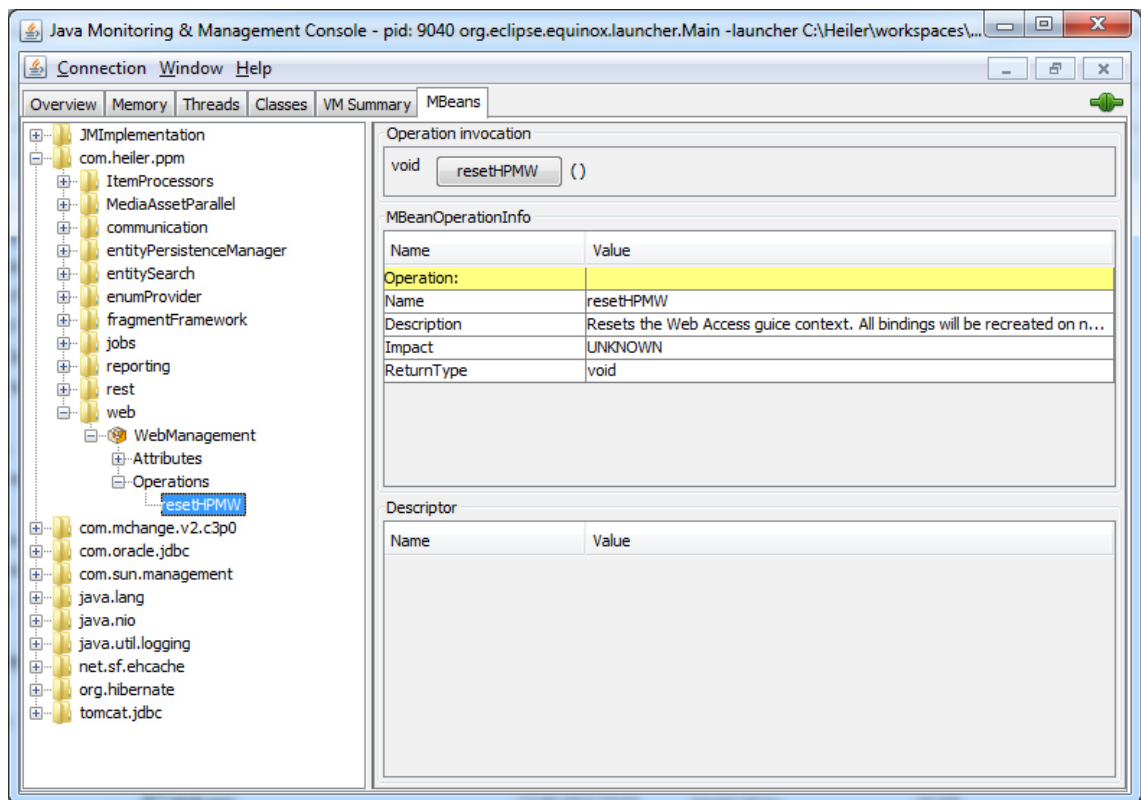 Java Monitoring & Management Console - pid: 9040 org.eclipse.equinox.launcher.Main -launcher C:\Heiler\workspaces\...
Connection Window Help
Overview Memory Threads Classes VM Summary MBeans
JMImplementation
com.heiler.ppm
ItemProcessors
MediaAssetParallel
communication
entityPersistenceManager
entitySearch
enumProvider
fragmentFramework
jobs
reporting
rest
web
WebManagement
Attributes
Operations
resetHPMW
com.mchange.v2.c3p0
com.oracle.jdbc
com.sun.management
java.lang
java.nio
java.util.logging
net.sf.ehcache
org.hibernate
tomcat.jdbc
Operation invocation
void resetHPMW ()
MBeanOperationInfo
Name Value
Operation:
Name resetHPMW
Description Resets the Web Access guice context. All bindings will be recreated on n...
Impact UNKNOWN
ReturnType void
Descriptor
Name Value